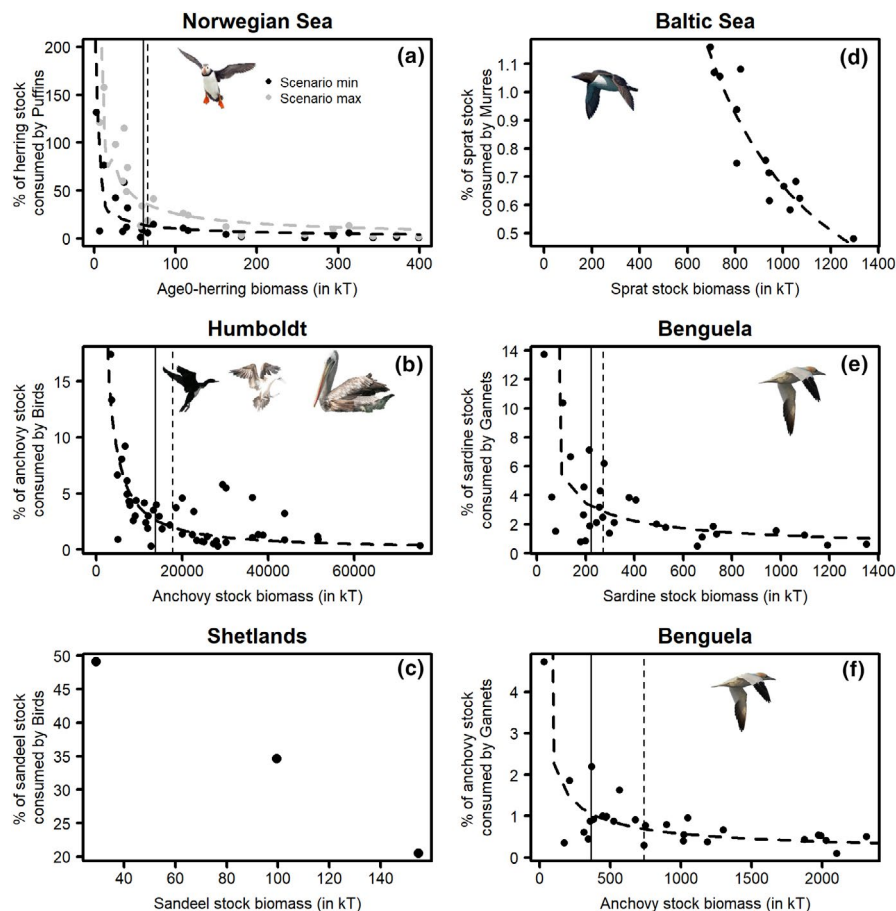 Norwegian Sea
(a)
% of herring stock
consumed by Puffins
200
150
100
50
0
Scenario min
Scenario max
0 100 200 300 400
Age0-herring biomass (in kT)
Baltic Sea
(d)
% of sprat stock
consumed by Murres
1.1
1.0
0.9
0.8
0.7
0.6
0.5
0 200 400 600 800 1000 1200 1400
Sprat stock biomass (in kT)
Humboldt
(b)
% of anchovy stock
consumed by Birds
15
10
5
0
0 20000 40000 60000
Anchovy stock biomass (in kT)
Benguela
(e)
% of sardine stock
consumed by Gannets
14
12
10
8
6
4
2
0
0 200 400 600 800 1000 1200 1400
Sardine stock biomass (in kT)
Shetlands
(c)
% of sandeel stock
consumed by Birds
50
45
40
35
30
25
20
40 60 80 100 120 140
Sandeel stock biomass (in kT)
Benguela
(f)
% of anchovy stock
consumed by Gannets
4
3
2
1
0
0 500 1000 1500 2000
Anchovy stock biomass (in kT)